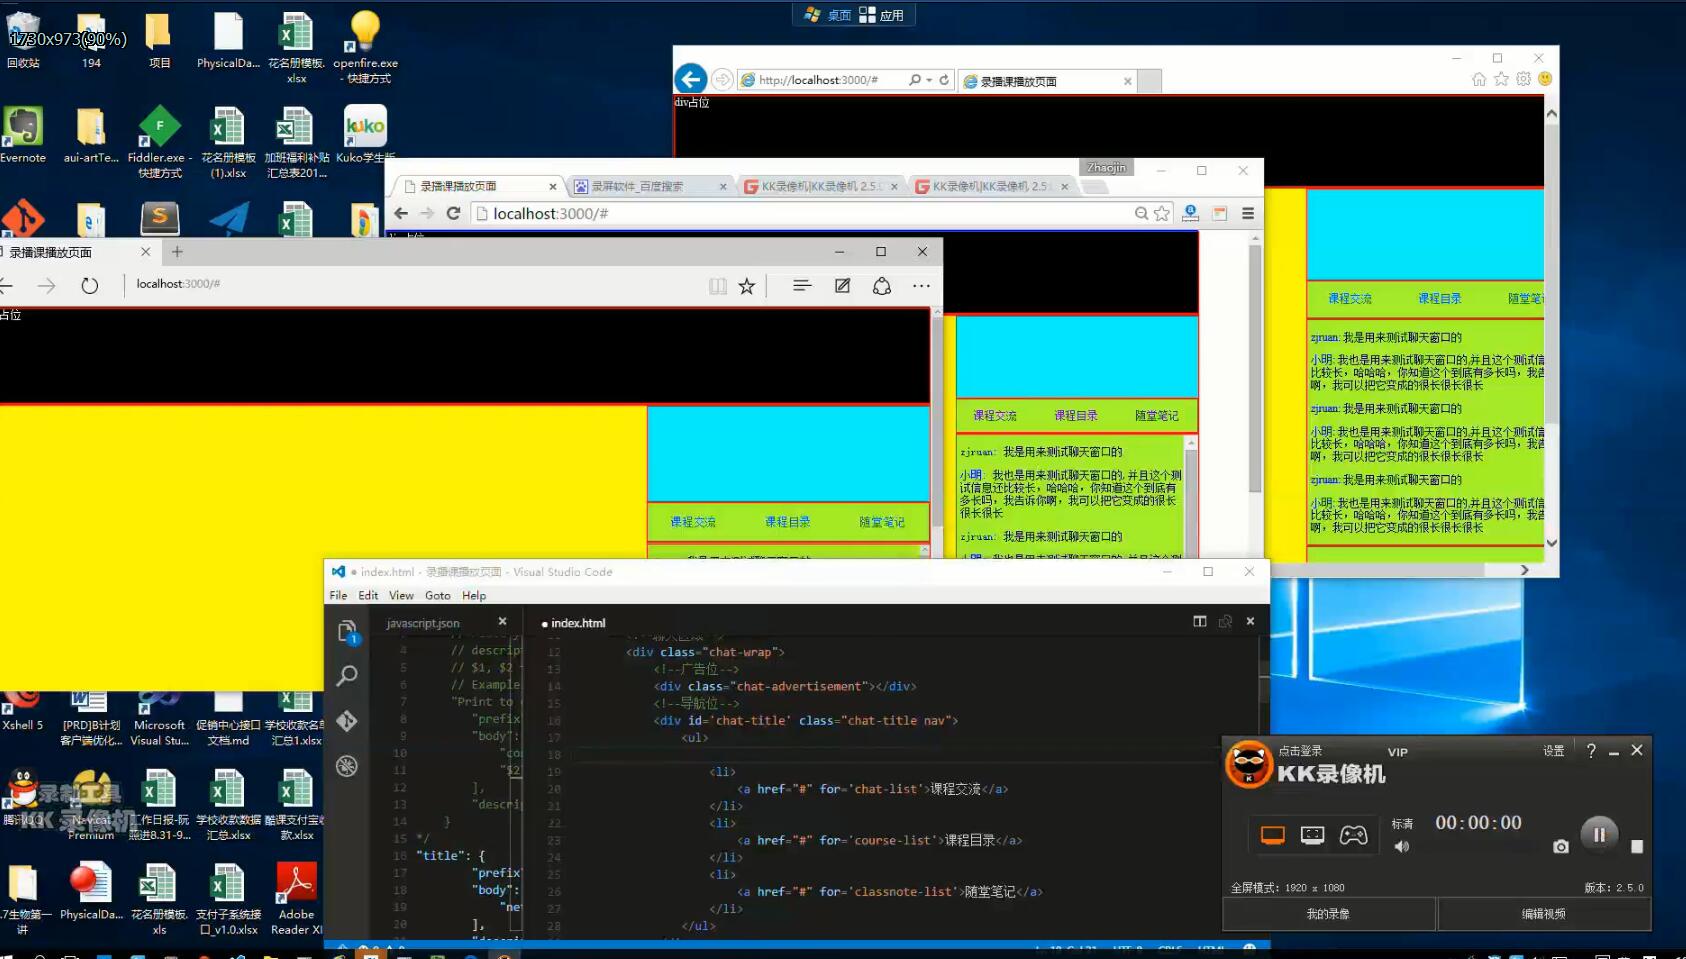 桌面 应用
1730x973(90%)
回收站
194
项目
PhysicalDa...
花名册模板.xlsx
openfire.exe - 快捷方式
Evernote
aui-artTe...
Fiddler.exe - 快捷方式
花名册模板(1).xlsx
加班福利补贴汇总表201...
Kuko学生版
http://localhost:3000/#
录播课播放页面
div占位
课程交流 课程目录 随堂笔
zjruan: 我是用来测试聊天窗口的
小明: 我也是用来测试聊天窗口的,并且这个测试信
比较长，哈哈哈，你知道这个到底有多长吗，我告
啊，我可以把它变成的很长很长很长
zjruan: 我是用来测试聊天窗口的
小明: 我也是用来测试聊天窗口的,并且这个测试信
比较长，哈哈哈，你知道这个到底有多长吗，我告
啊，我可以把它变成的很长很长很长
zjruan: 我是用来测试聊天窗口的
小明: 我也是用来测试聊天窗口的,并且这个测试信
比较长，哈哈哈，你知道这个到底有多长吗，我告
啊，我可以把它变成的很长很长很长
Zhaojin
录播课播放页面
录屏软件_百度搜索
KK录像机|KK录像机 2.5.
KK录像机|KK录像机 2.5
localhost:3000/#
课程交流 课程目录 随堂笔记
zjruan: 我是用来测试聊天窗口的
小明: 我也是用来测试聊天窗口的,并且这个测
试信息还比较长，哈哈哈，你知道这个到底有
多长吗，我告诉你啊，我可以把它变成的很长
很长很长
zjruan: 我是用来测试聊天窗口的
录播课播放页面
localhost:3000/#
占位
课程交流 课程目录 随堂笔记
● index.html - 录播课播放页面 - Visual Studio Code
File Edit View Goto Help
javascript.json
4 // descrip
5 // $1, $2
6 // Example
7 "Print to
8 "prefix
9 "body":
10 "co
11 "$2
12 ],
13 "descri
14 }
15 */
16 "title": {
17 "prefix
18 "body":
19 "ne
20 ],
● index.html
12 <div class="chat-wrap">
13 <!--广告位-->
14 <div class="chat-advertisement"></div>
15 <!--导航位-->
16 <div id='chat-title' class="chat-title nav">
17 <ul>
18
19 <li>
20 <a href="#" for='chat-list'>课程交流</a>
21 </li>
22 <li>
23 <a href="#" for='course-list'>课程目录</a>
24 </li>
25 <li>
26 <a href="#" for='classnote-list'>随堂笔记</a>
27 </li>
28 </ul>
Xshell 5
[PRD]B计划客户端优化...
Microsoft Visual Stu...
促销中心接口文档.md
学校收款名单汇总1.xlsx
录制工具
KK 录像机
腾讯QQ
Navicat Premium
工作日报-阮燕进8.31-9...
学校收款数据汇总.xlsx
酷课支付宝收款.xlsx
.7生物第一讲
PhysicalDa...
花名册模板.xls
支付子系统接口_v1.0.xlsx
Adobe Reader XI
点击登录 VIP 设置
KK录像机
标清
00:00:00
全屏模式: 1920 x 1080
版本: 2.5.0
我的录像 编辑视频